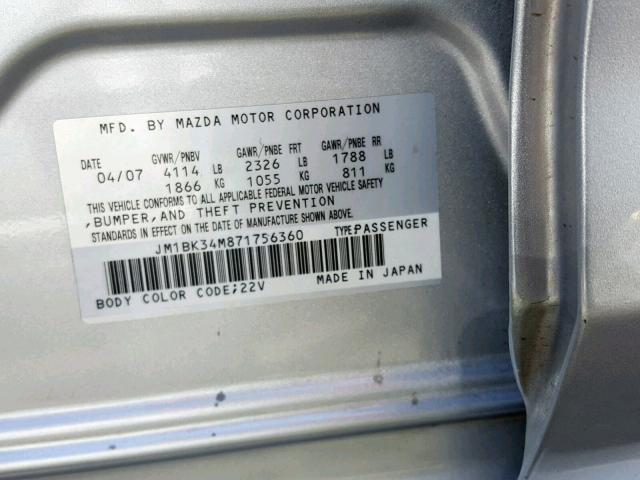 MFD. BY MAZDA MOTOR CORPORATION
DATE GVWR/PNBV GAWR/PNBE FRT GAWR/PNBE RR
04/07 4114 LB 2326 LB 1788 LB
1866 KG 1055 KG 811 KG
THIS VEHICLE CONFORMS TO ALL APPLICABLE FEDERAL MOTOR VEHICLE SAFETY
,BUMPER,AND THEFT PREVENTION
STANDARDS IN EFFECT ON THE DATE OF MANUFACTURE SHOWN ABOVE.
JM1BK34M871756360 TYPE:PASSENGER
BODY COLOR CODE;22V MADE IN JAPAN